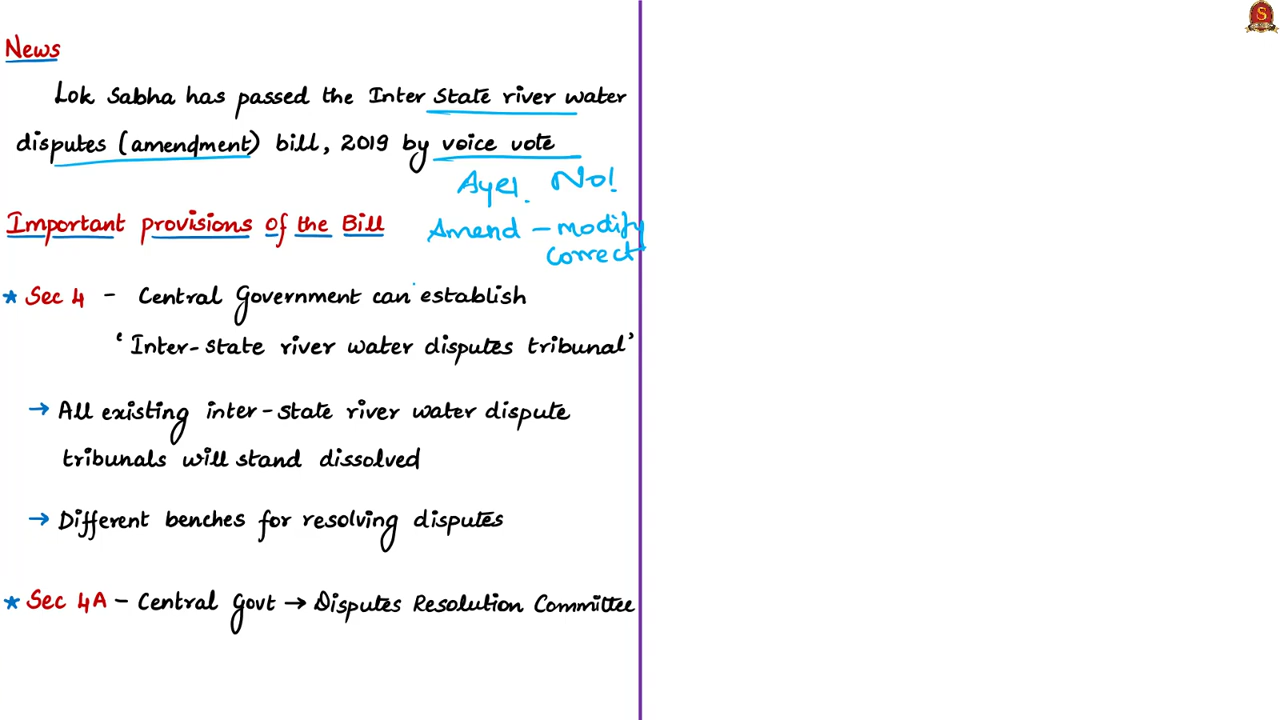 News
Lok Sabha has passed the Inter State river water
disputes (amendment) bill, 2019 by voice vote
Aye! No!
Important provisions of the Bill
Amend – modify
correct
* Sec 4 – Central Government can establish
'Inter-state river water disputes tribunal'
→ All existing inter-state river water dispute
tribunals will stand dissolved
→ Different benches for resolving disputes
* Sec 4A – Central Govt → Disputes Resolution Committee
S